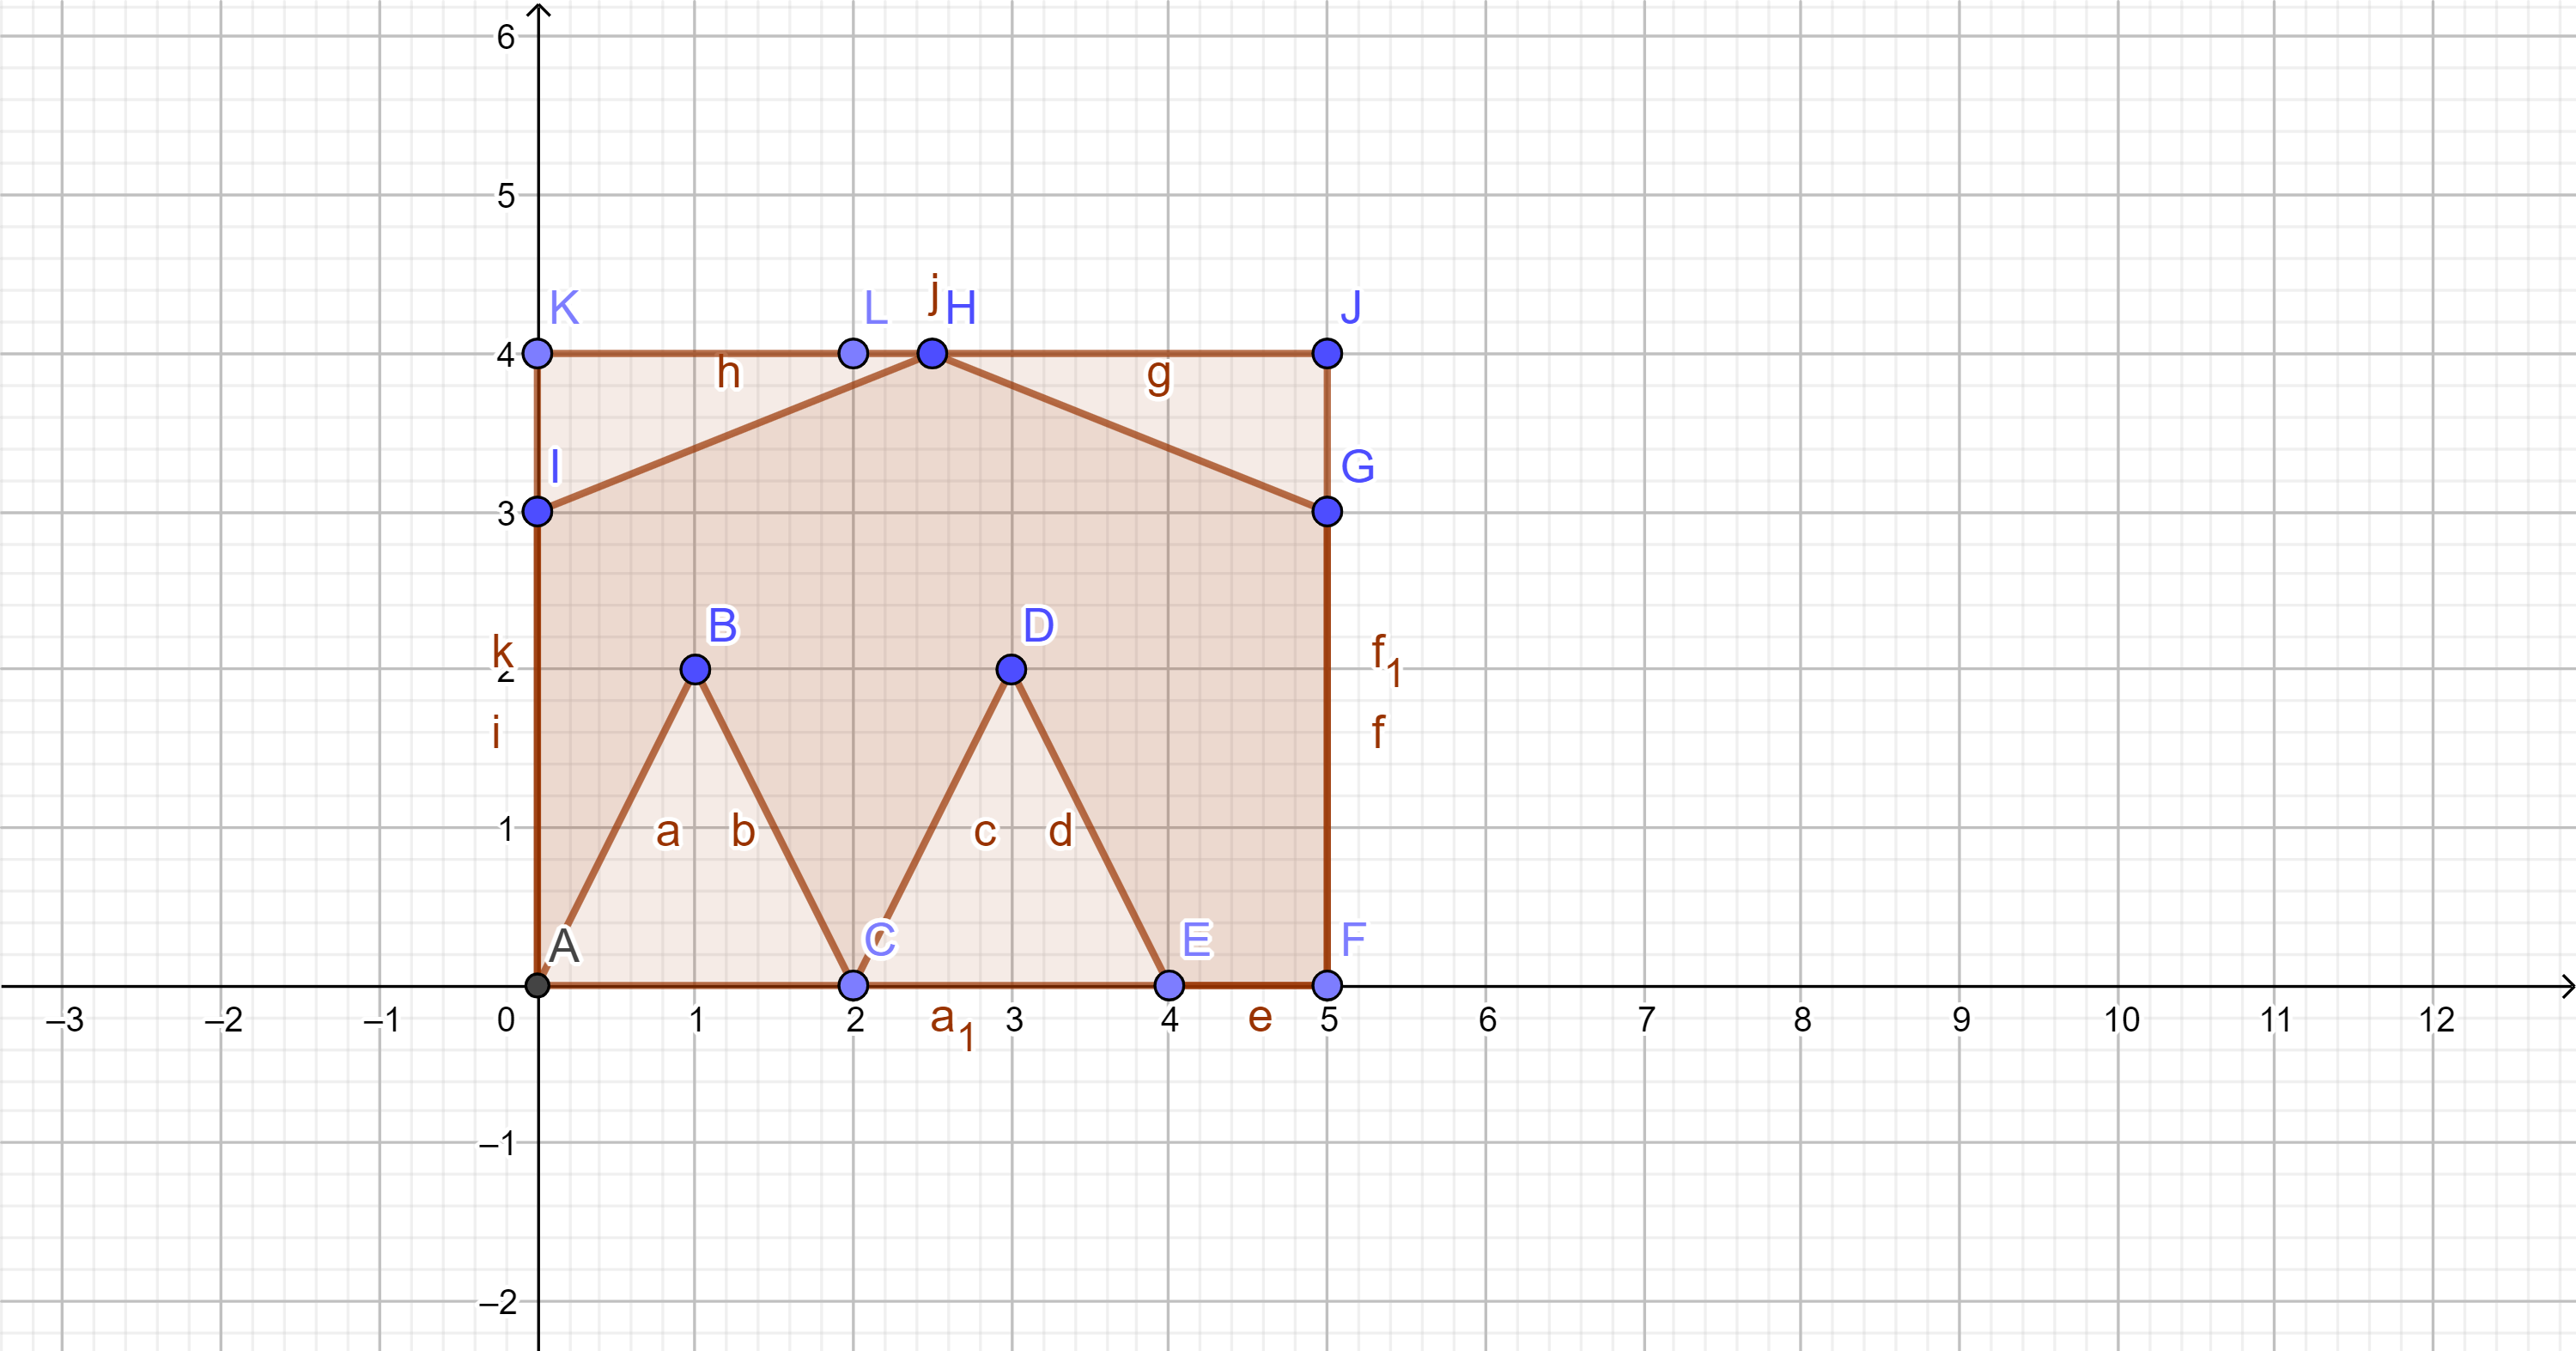 6
5
K L j H J
4 h g
I G
3
B D
k f1
2
i f
1 a b c d
A C E F
–3 –2 –1 0 1 2 a1 3 4 e 5 6 7 8 9 10 11 12
–1
–2